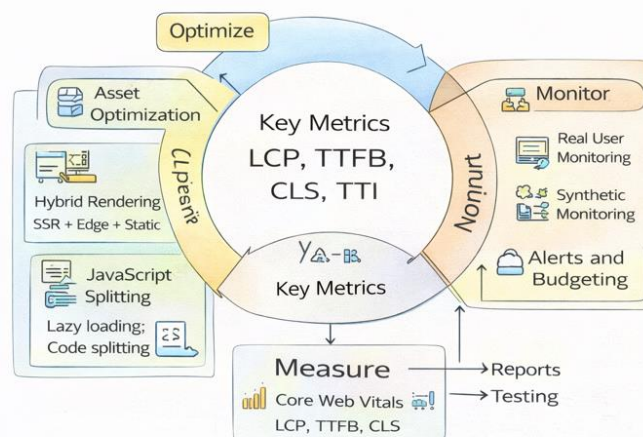 Optimize
Asset
Optimization
Hybrid Rendering
SSR + Edge + Static
JavaScript
Splitting
Lazy loading;
Code splitting
Key Metrics
LCP, TTFB,
CLS, TTI
Key Metrics
Monitor
Real User
Monitoring
Synthetic
Monitoring
Alerts and
Budgeting
Measure
Core Web Vitals
LCP, TTFB, CLS
Reports
Testing